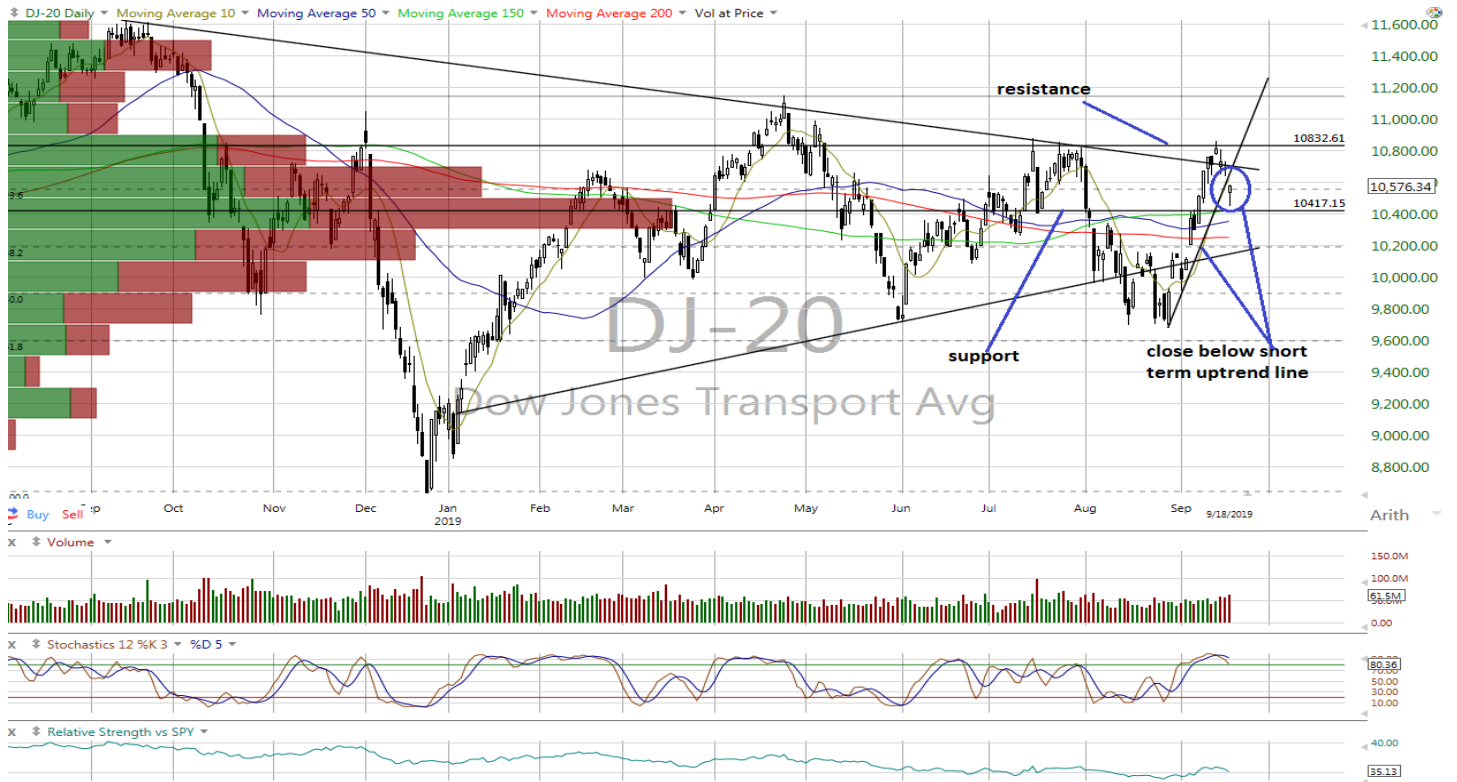 DJ-20 Daily Moving Average 10 Moving Average 50 Moving Average 150 Moving Average 200 Vol at Price
11,600.00
11,400.00
11,200.00
resistance
11,000.00
10832.61
10,800.00
10,576.34
10417.15
10,400.00
10,200.00
10,000.00
9,800.00
DJ-20
9,600.00
support
close below short
term uptrend line
9,400.00
Dow Jones Transport Avg
9,200.00
9,000.00
8,800.00
Oct Nov Dec Jan Feb Mar Apr May Jun Jul Aug Sep
2019
9/18/2019
Buy Sell
Arith
x Volume
150.0M
100.0M
61.5M
0.00
x Stochastics 12 %K 3 %D 5
80.36
50.00
30.00
10.00
x Relative Strength vs SPY
40.00
35.13